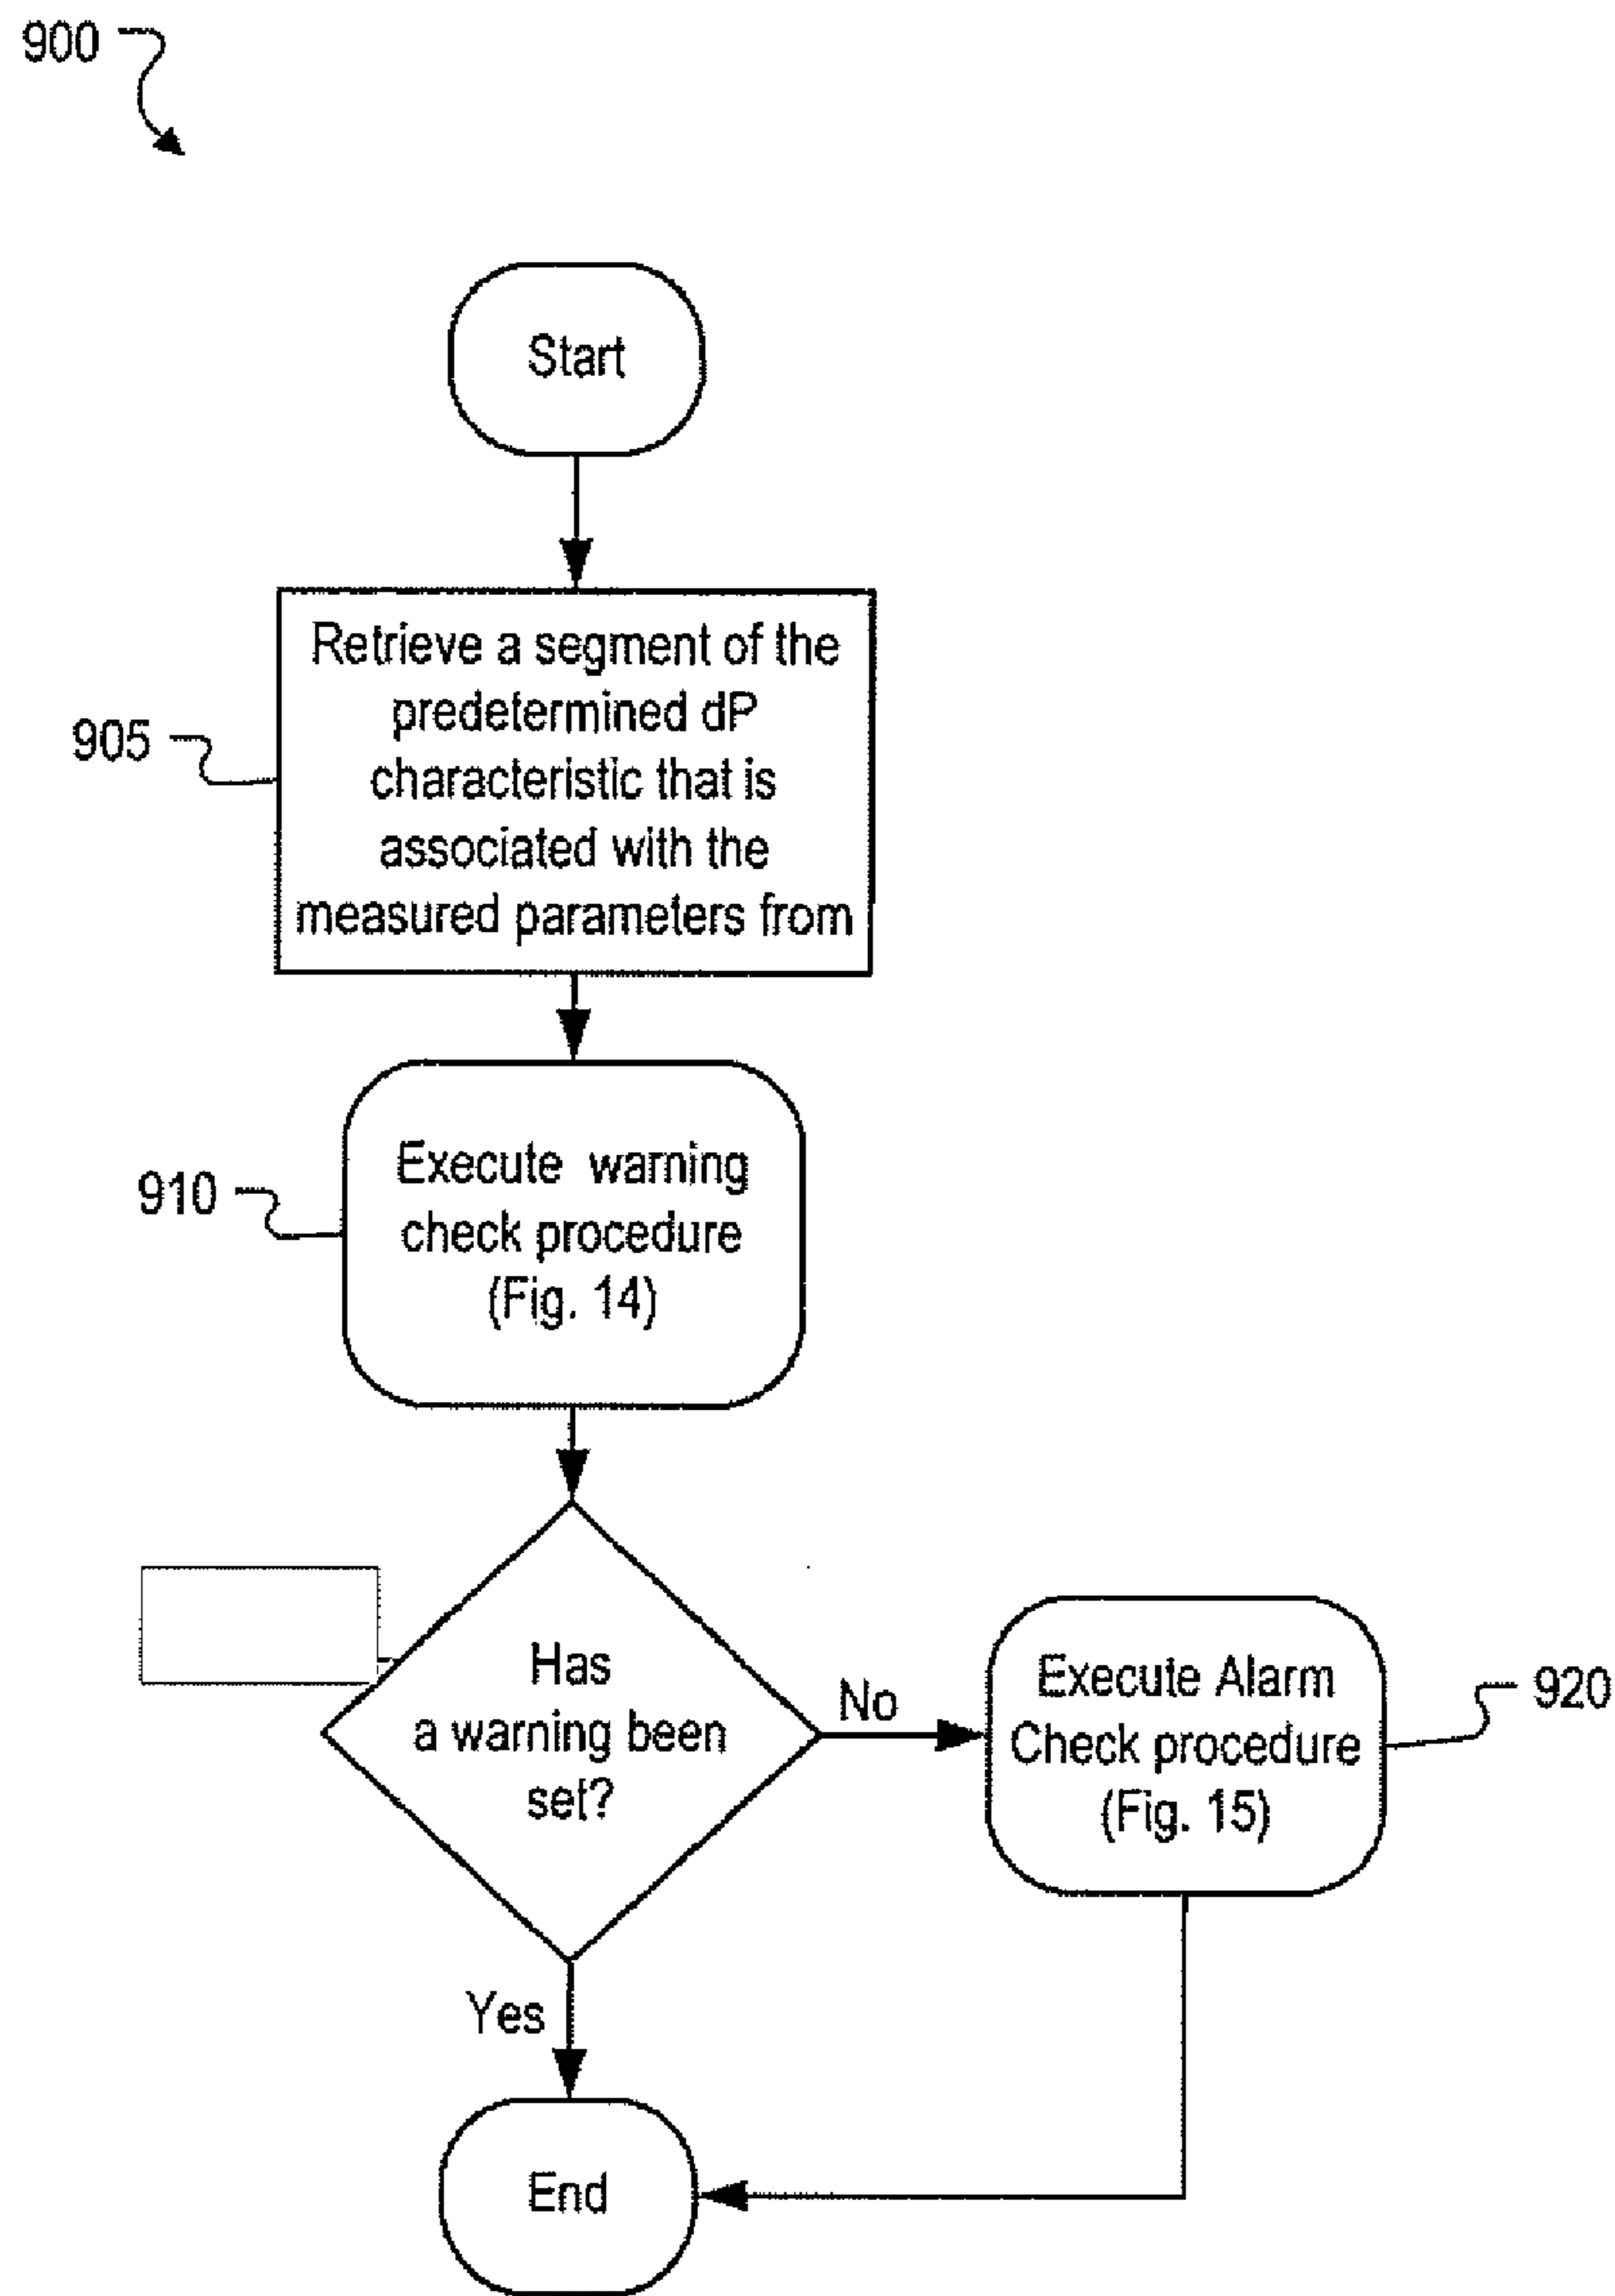 900
Start
905
Retrieve a segment of the
predetermined dP
characteristic that is
associated with the
measured parameters from
910
Execute warning
check procedure
(Fig. 14)
Has
a warning been
set?
No
Execute Alarm
Check procedure
(Fig. 15)
920
Yes
End